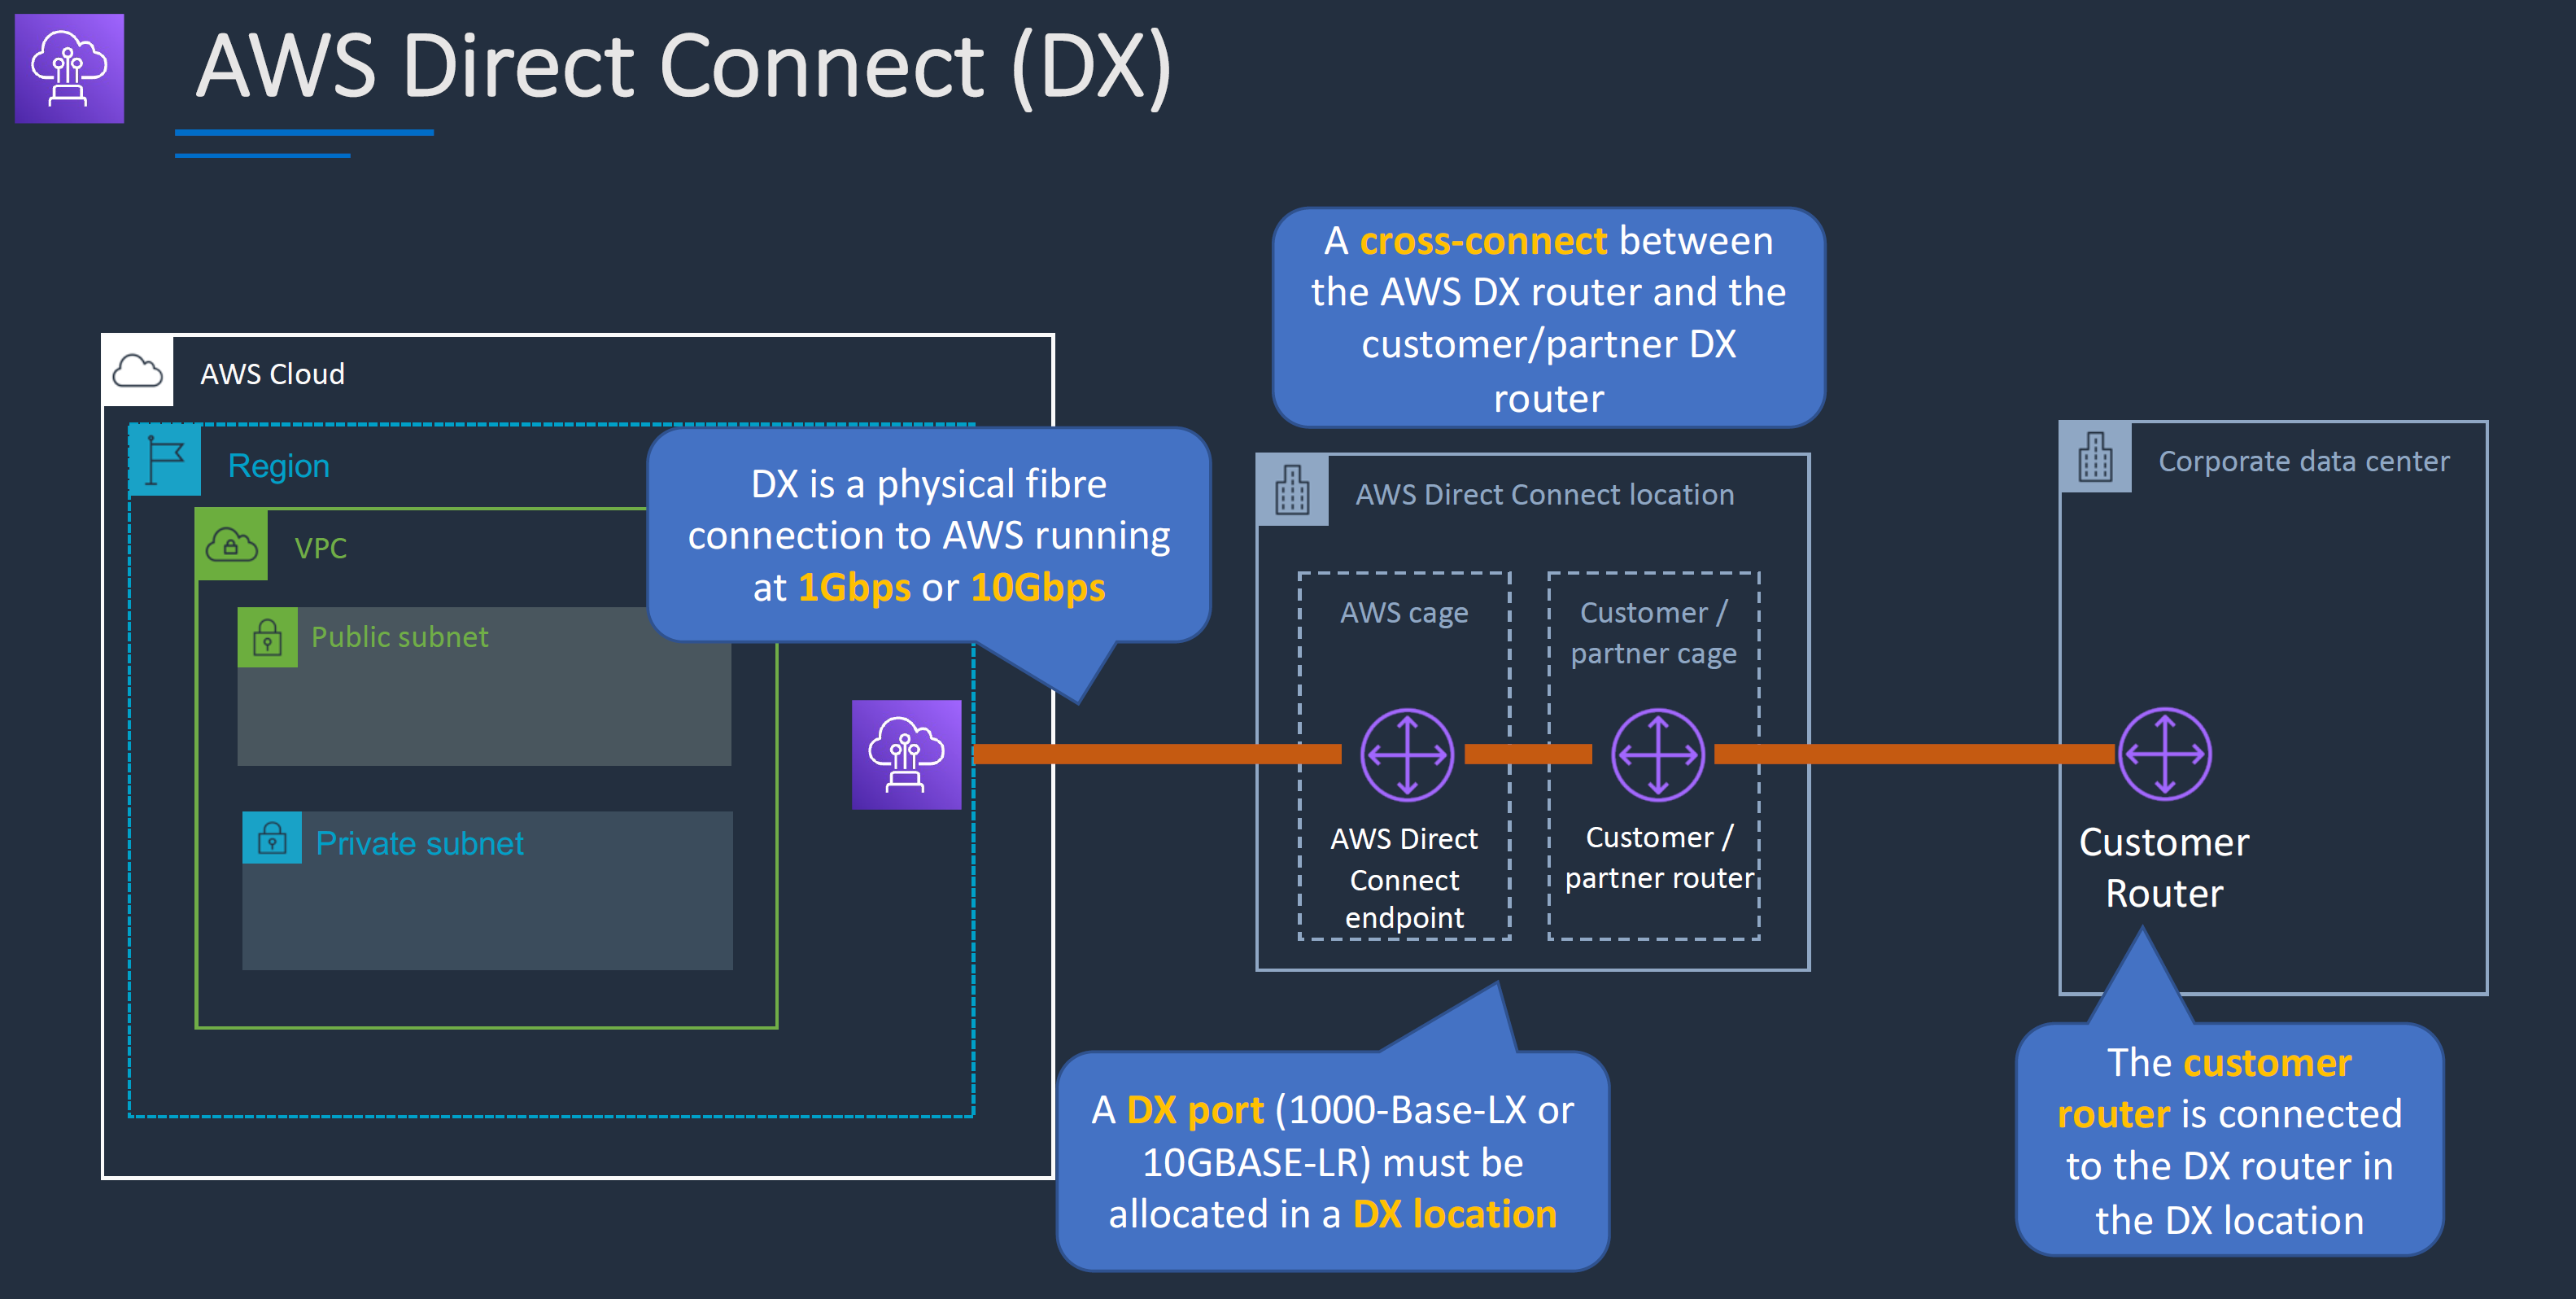 AWS Direct Connect (DX)
A cross-connect between
the AWS DX router and the
customer/partner DX
router
AWS Cloud
Region
DX is a physical fibre
connection to AWS running
at 1Gbps or 10Gbps
VPC
Public subnet
Private subnet
AWS Direct Connect location
AWS cage
Customer /
partner cage
AWS Direct
Connect
endpoint
Customer /
partner router
Corporate data center
Customer
Router
A DX port (1000-Base-LX or
10GBASE-LR) must be
allocated in a DX location
The customer
router is connected
to the DX router in
the DX location